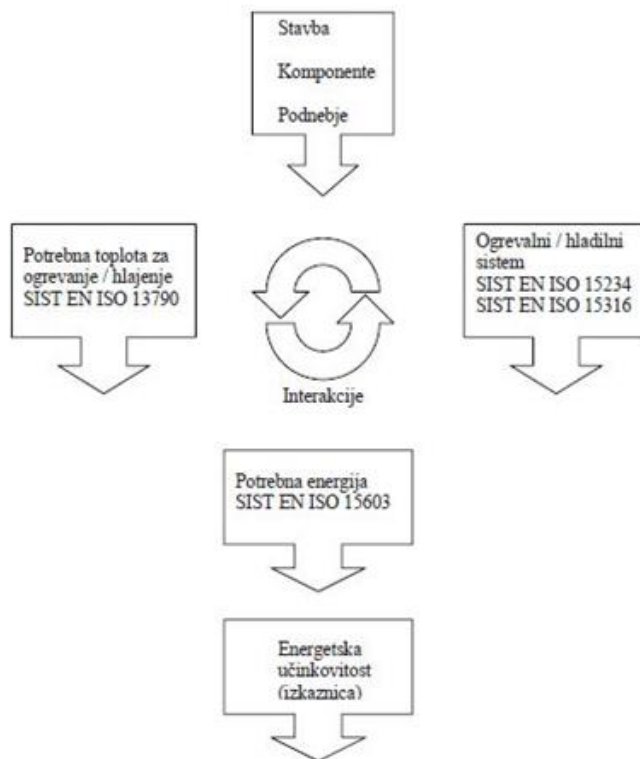 Stavba
Komponente
Podnebje
Potrebna toplota za
ogrevanje / hlajenje
SIST EN ISO 13790
Ogrevalni / hladilni
sistem
SIST EN ISO 15234
SIST EN ISO 15316
Interakcije
Potrebna energija
SIST EN ISO 15603
Energetska
učinkovitost
(izkaznica)